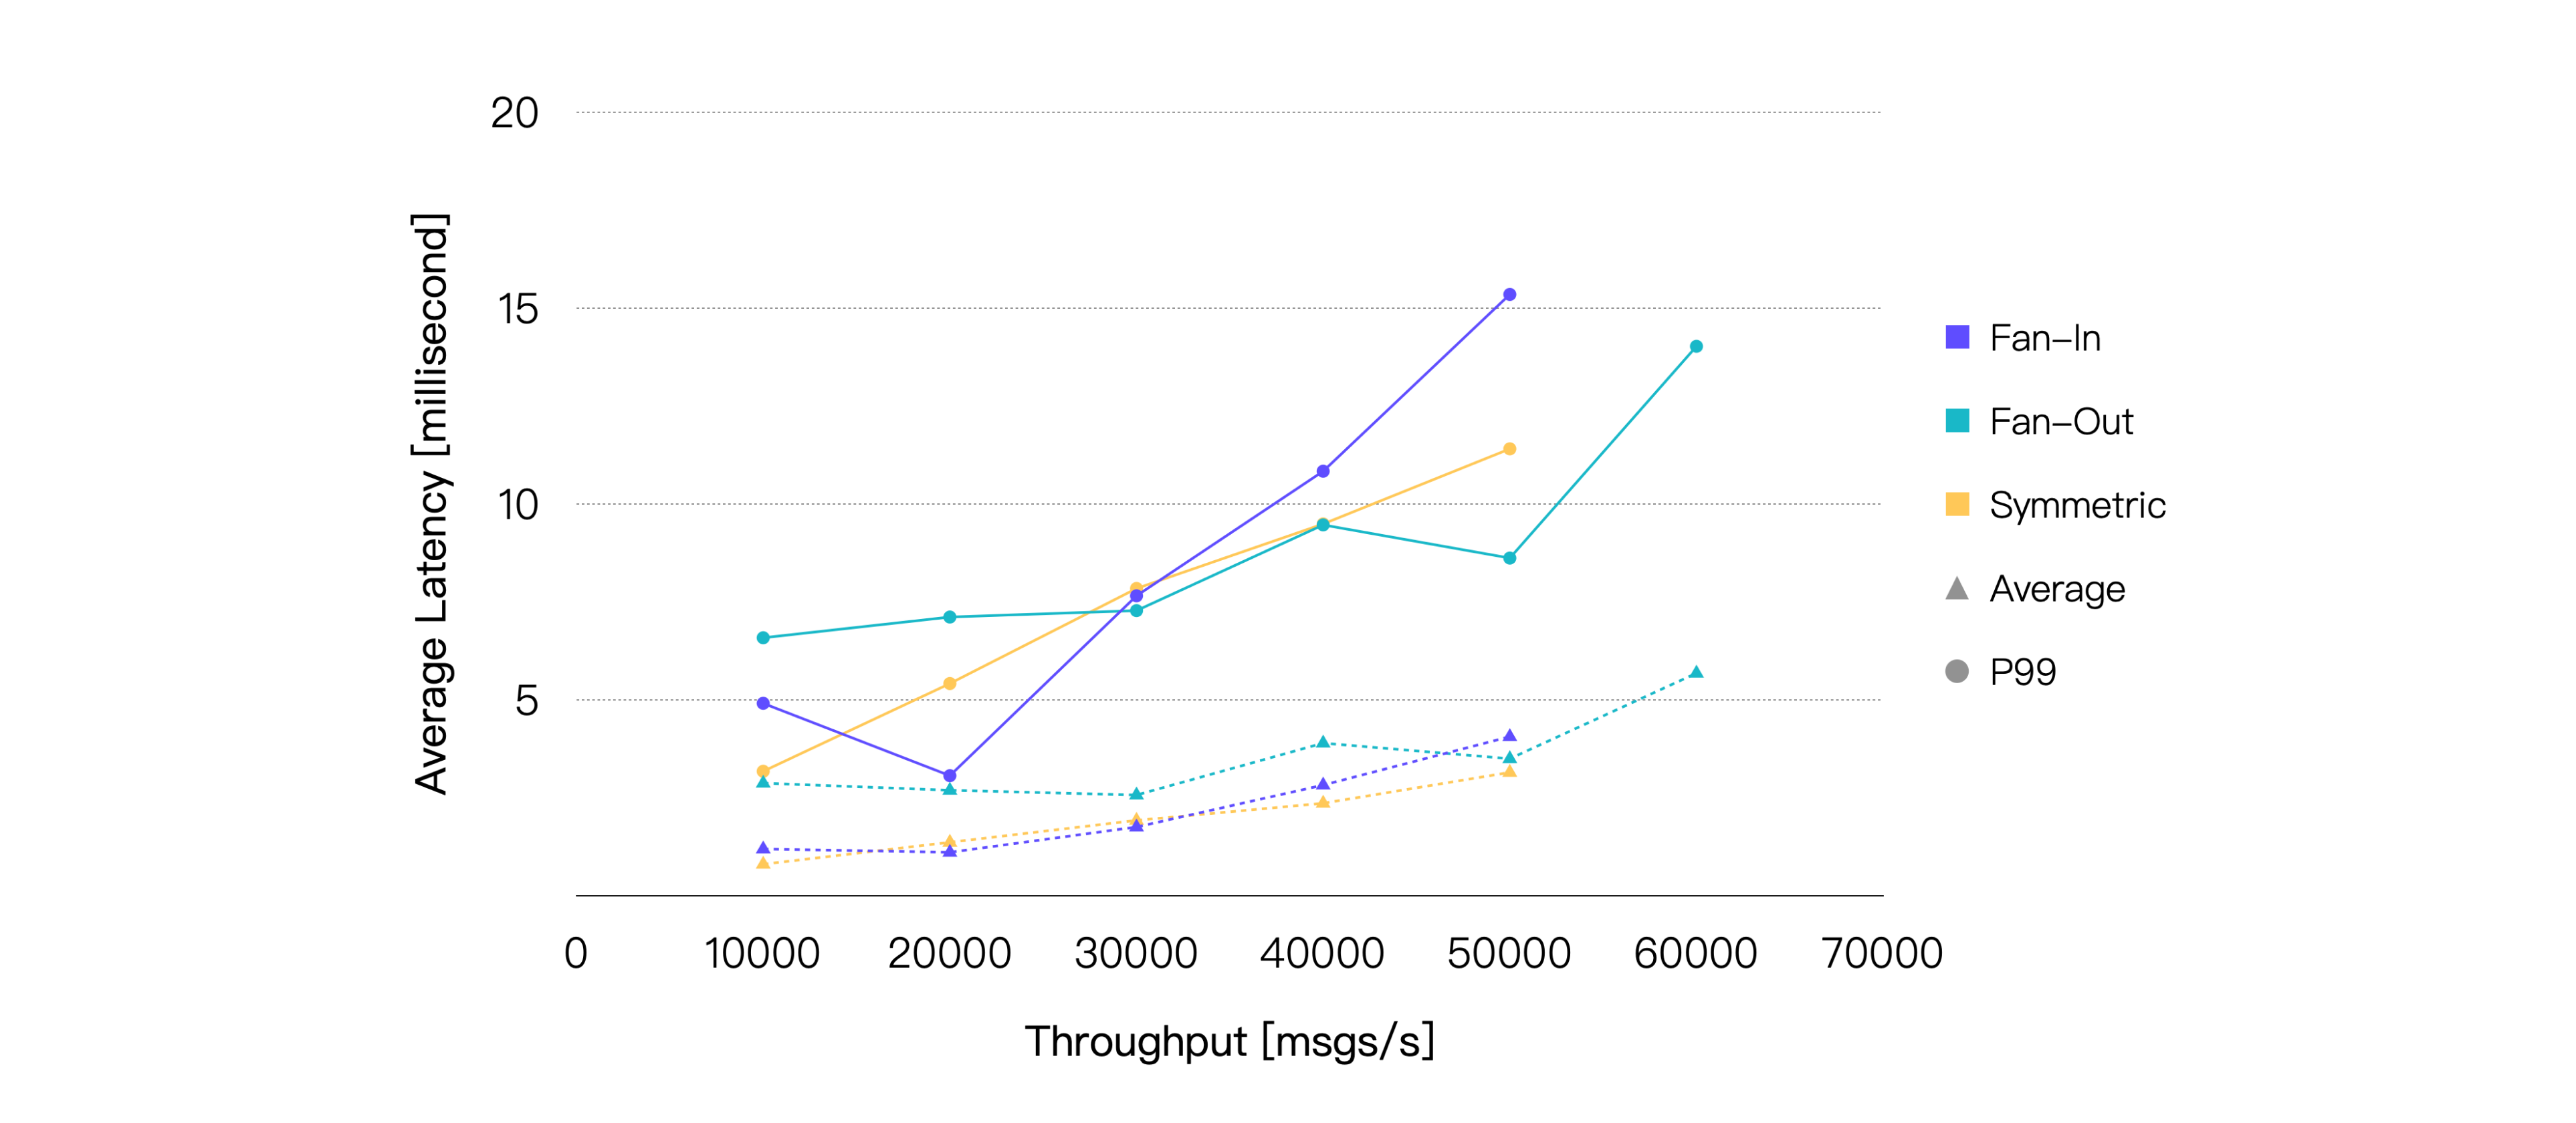 Average Latency [millisecond]
20
15
10
5
0 10000 20000 30000 40000 50000 60000 70000
Throughput [msgs/s]
Fan–In
Fan–Out
Symmetric
Average
P99